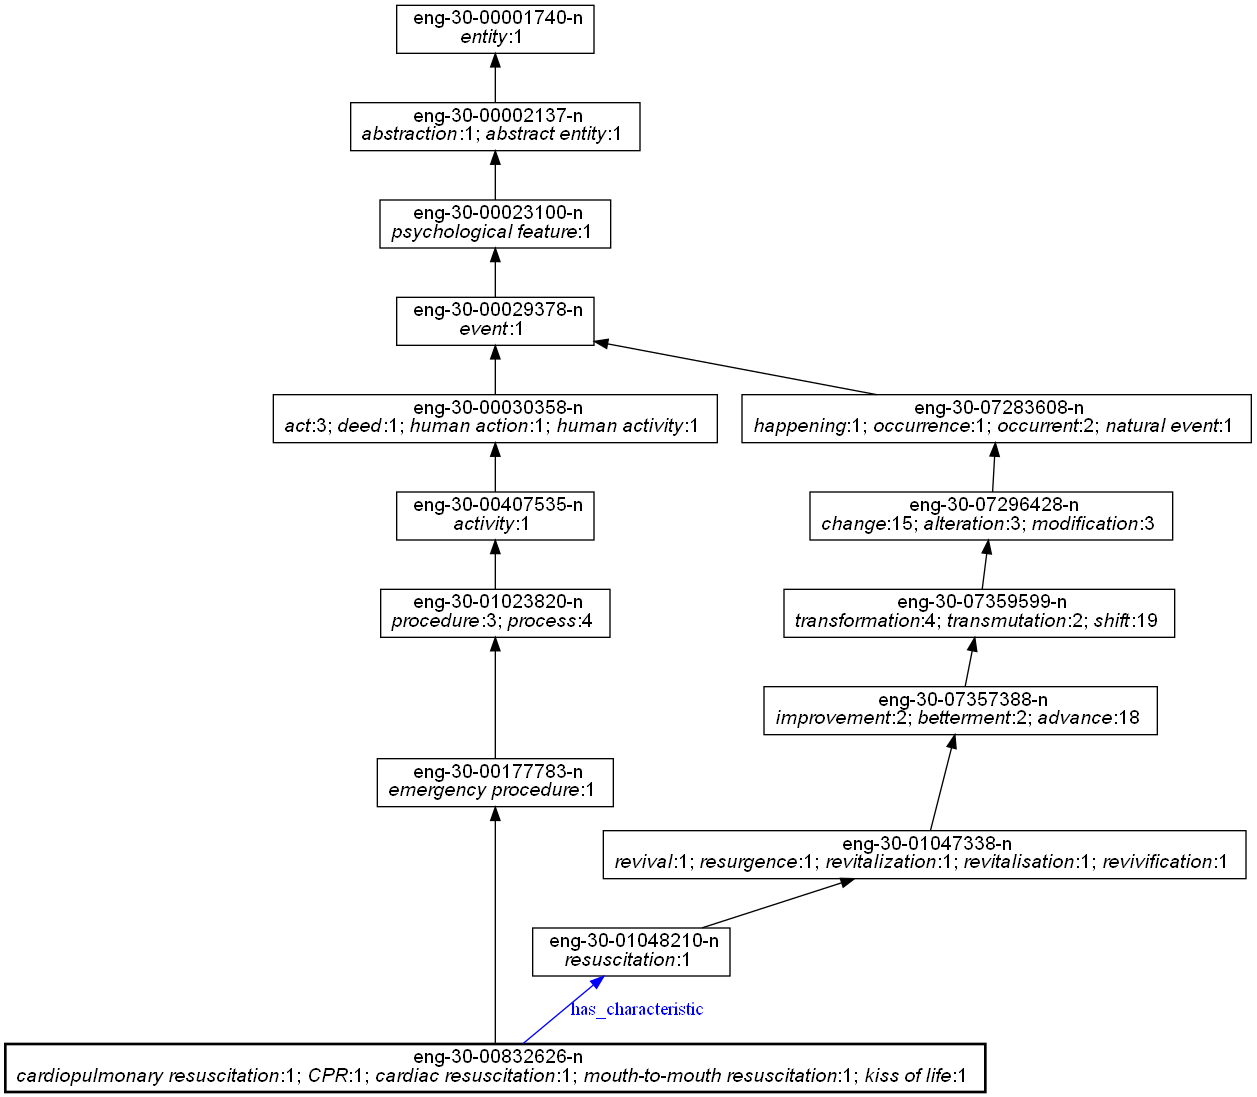 eng-30-00001740-n
entity:1
eng-30-00002137-n
abstraction:1; abstract entity:1
eng-30-00023100-n
psychological feature:1
eng-30-00029378-n
event:1
eng-30-00030358-n
act:3; deed:1; human action:1; human activity:1
eng-30-07283608-n
happening:1; occurrence:1; occurrent:2; natural event:1
eng-30-00407535-n
activity:1
eng-30-07296428-n
change:15; alteration:3; modification:3
eng-30-01023820-n
procedure:3; process:4
eng-30-07359599-n
transformation:4; transmutation:2; shift:19
eng-30-07357388-n
improvement:2; betterment:2; advance:18
eng-30-00177783-n
emergency procedure:1
eng-30-01047338-n
revival:1; resurgence:1; revitalization:1; revitalisation:1; revivification:1
eng-30-01048210-n
resuscitation:1
has_characteristic
eng-30-00832626-n
cardiopulmonary resuscitation:1; CPR:1; cardiac resuscitation:1; mouth-to-mouth resuscitation:1; kiss of life:1